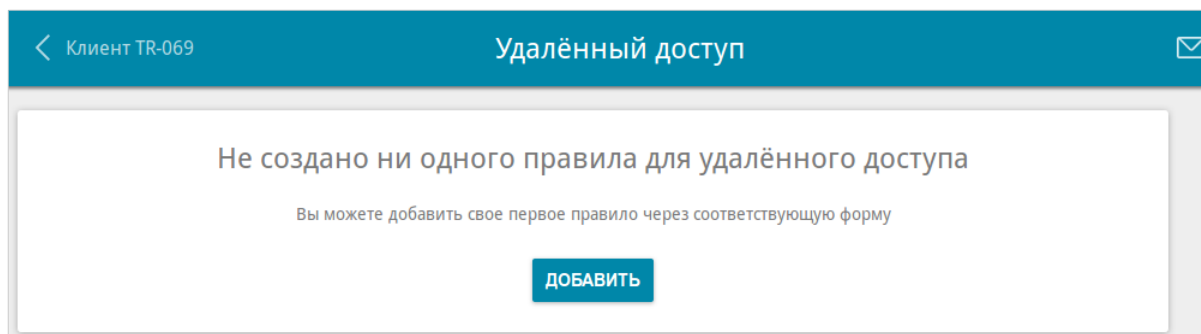 Клиент TR-069
Удалённый доступ
Не создано ни одного правила для удалённого доступа
Вы можете добавить свое первое правило через соответствующую форму
ДОБАВИТЬ